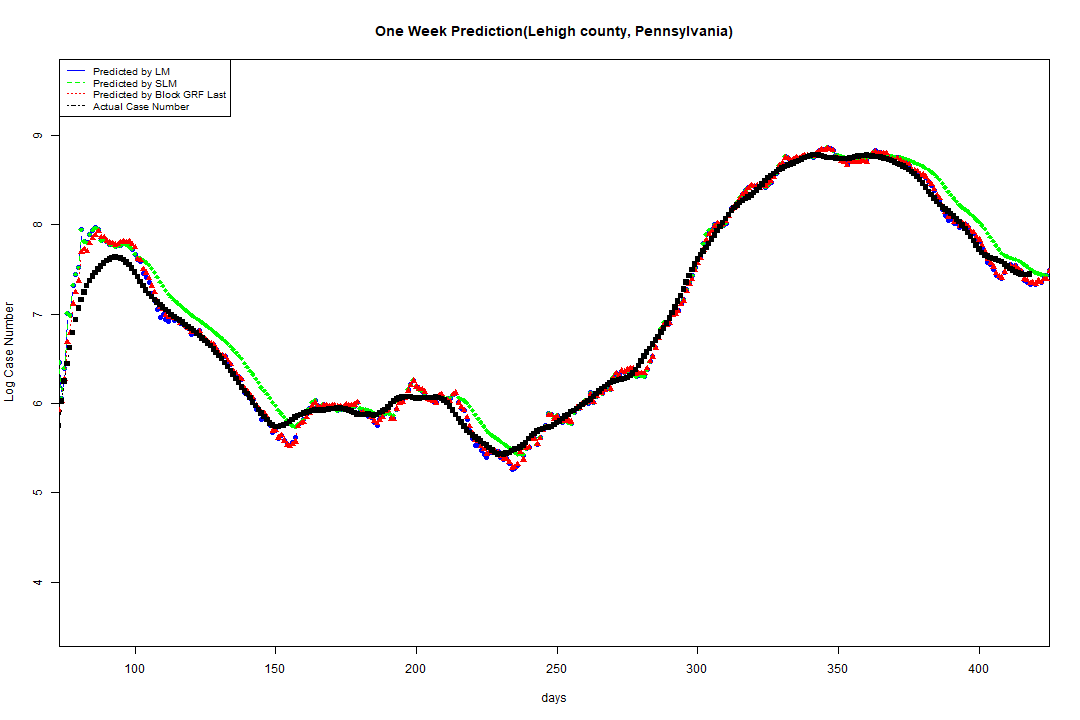 One Week Prediction(Lehigh county, Pennsylvania)
Predicted by LM
Predicted by SLM
Predicted by Block GRF Last
Actual Case Number
Log Case Number
9
8
7
6
5
4
100 150 200 250 300 350 400
days